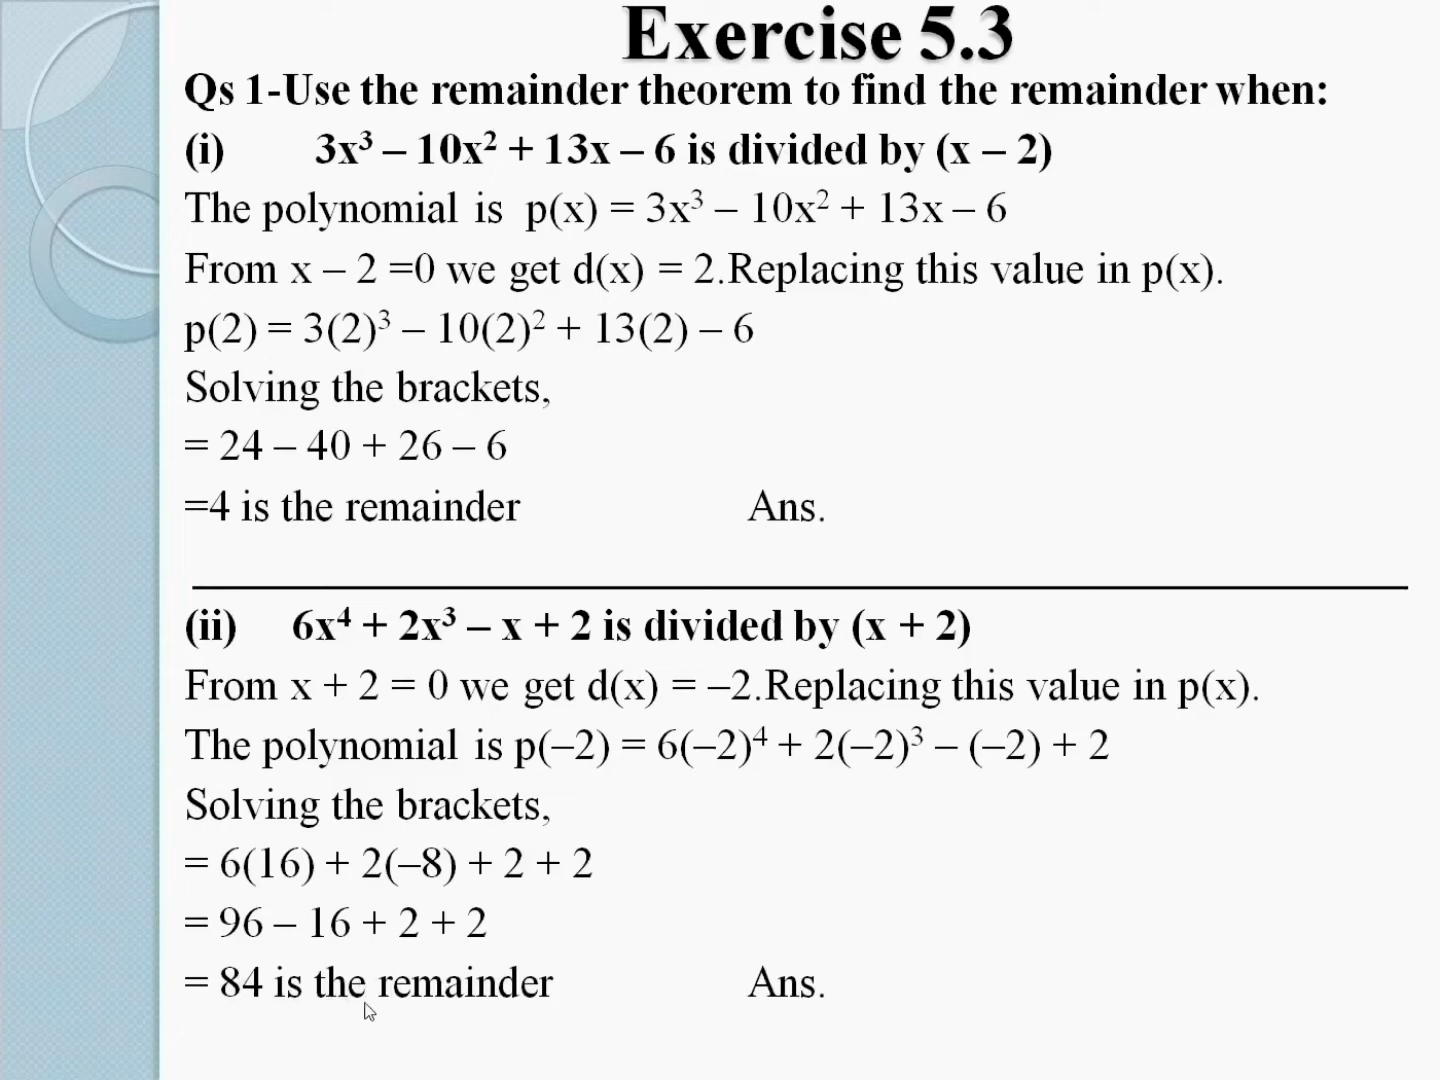 Exercise 5.3
Qs 1-Use the remainder theorem to find the remainder when:
(i) 3x³ – 10x² + 13x – 6 is divided by (x – 2)
The polynomial is p(x) = 3x³ – 10x² + 13x – 6
From x – 2 =0 we get d(x) = 2.Replacing this value in p(x).
p(2) = 3(2)³ – 10(2)² + 13(2) – 6
Solving the brackets,
= 24 – 40 + 26 – 6
=4 is the remainder Ans.
(ii) 6x⁴ + 2x³ – x + 2 is divided by (x + 2)
From x + 2 = 0 we get d(x) = –2.Replacing this value in p(x).
The polynomial is p(–2) = 6(–2)⁴ + 2(–2)³ – (–2) + 2
Solving the brackets,
= 6(16) + 2(–8) + 2 + 2
= 96 – 16 + 2 + 2
= 84 is the remainder Ans.